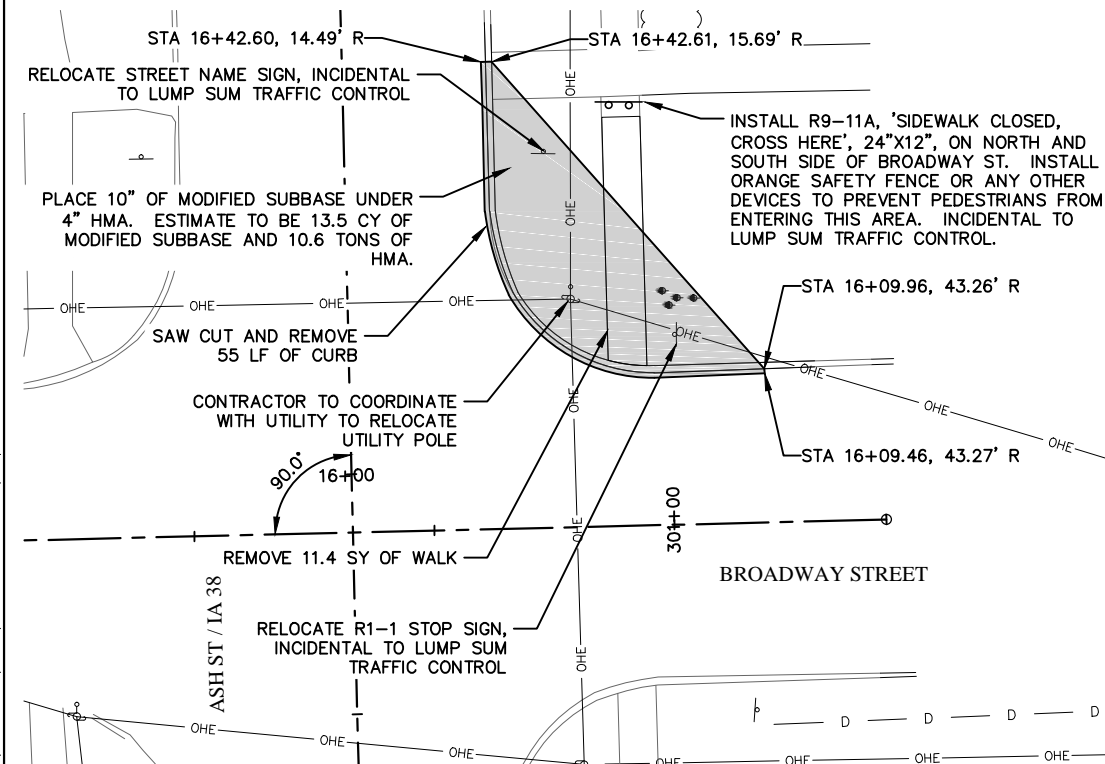 STA 16+42.60, 14.49' R
STA 16+42.61, 15.69' R
RELOCATE STREET NAME SIGN, INCIDENTAL
TO LUMP SUM TRAFFIC CONTROL
INSTALL R9-11A, 'SIDEWALK CLOSED,
CROSS HERE', 24"X12", ON NORTH AND
SOUTH SIDE OF BROADWAY ST. INSTALL
ORANGE SAFETY FENCE OR ANY OTHER
DEVICES TO PREVENT PEDESTRIANS FROM
ENTERING THIS AREA. INCIDENTAL TO
LUMP SUM TRAFFIC CONTROL.
PLACE 10" OF MODIFIED SUBBASE UNDER
4" HMA. ESTIMATE TO BE 13.5 CY OF
MODIFIED SUBBASE AND 10.6 TONS OF
HMA.
OHE
OHE
OHE
OHE
OHE
OHE
OHE
STA 16+09.96, 43.26' R
SAW CUT AND REMOVE
55 LF OF CURB
OHE
OHE
OHE
OHE
CONTRACTOR TO COORDINATE
WITH UTILITY TO RELOCATE
UTILITY POLE
STA 16+09.46, 43.27' R
90.0°
16+00
OHE
30+00
REMOVE 11.4 SY OF WALK
BROADWAY STREET
ASH ST / IA 38
RELOCATE R1-1 STOP SIGN,
INCIDENTAL TO LUMP SUM
TRAFFIC CONTROL
OHE
OHE
OHE
OHE
D
D
D
D
OHE
OHE
OHE
OHE